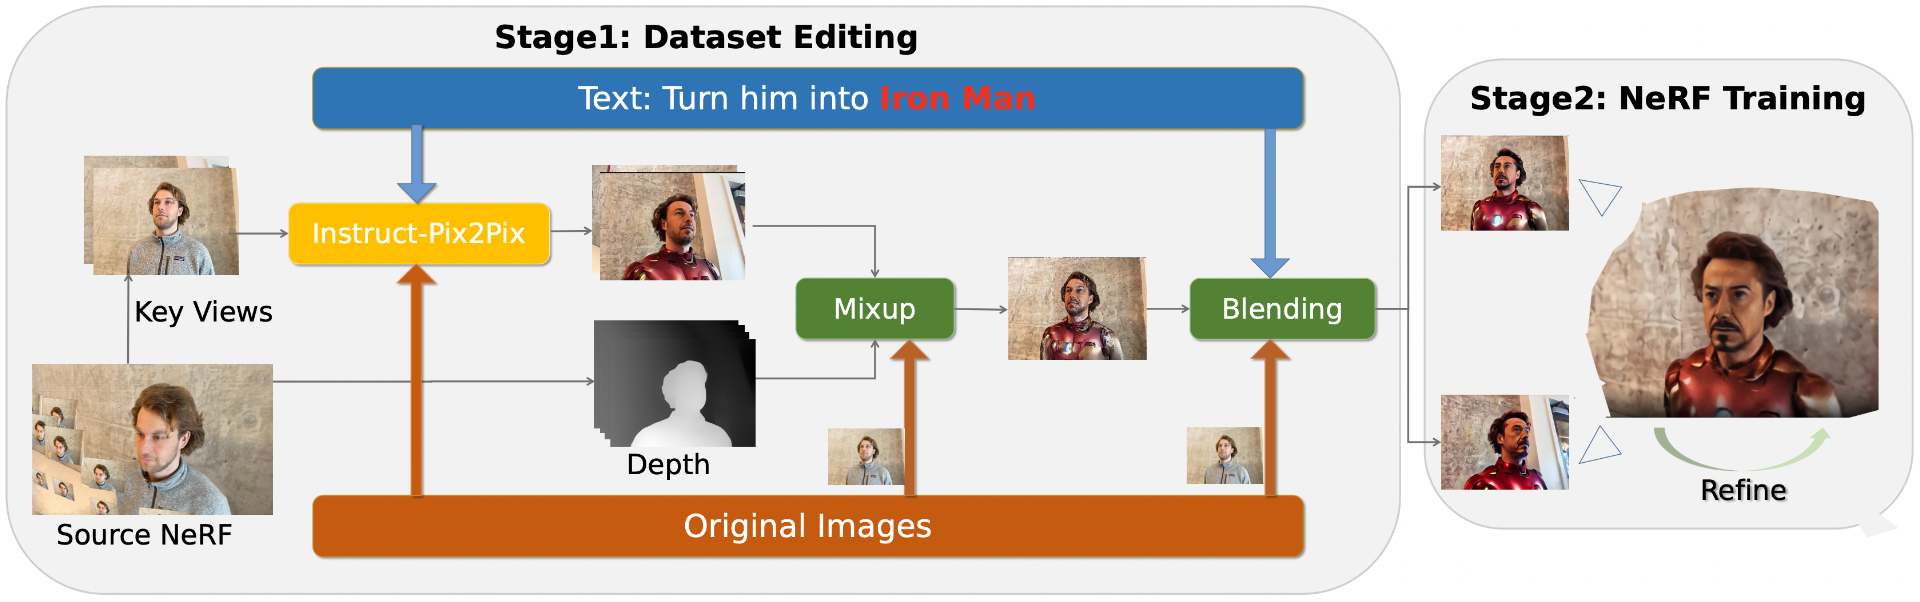 Stage1: Dataset Editing
Text: Turn him into Iron Man
Instruct-Pix2Pix
Key Views
Mixup
Blending
Depth
Source NeRF
Original Images
Stage2: NeRF Training
Refine